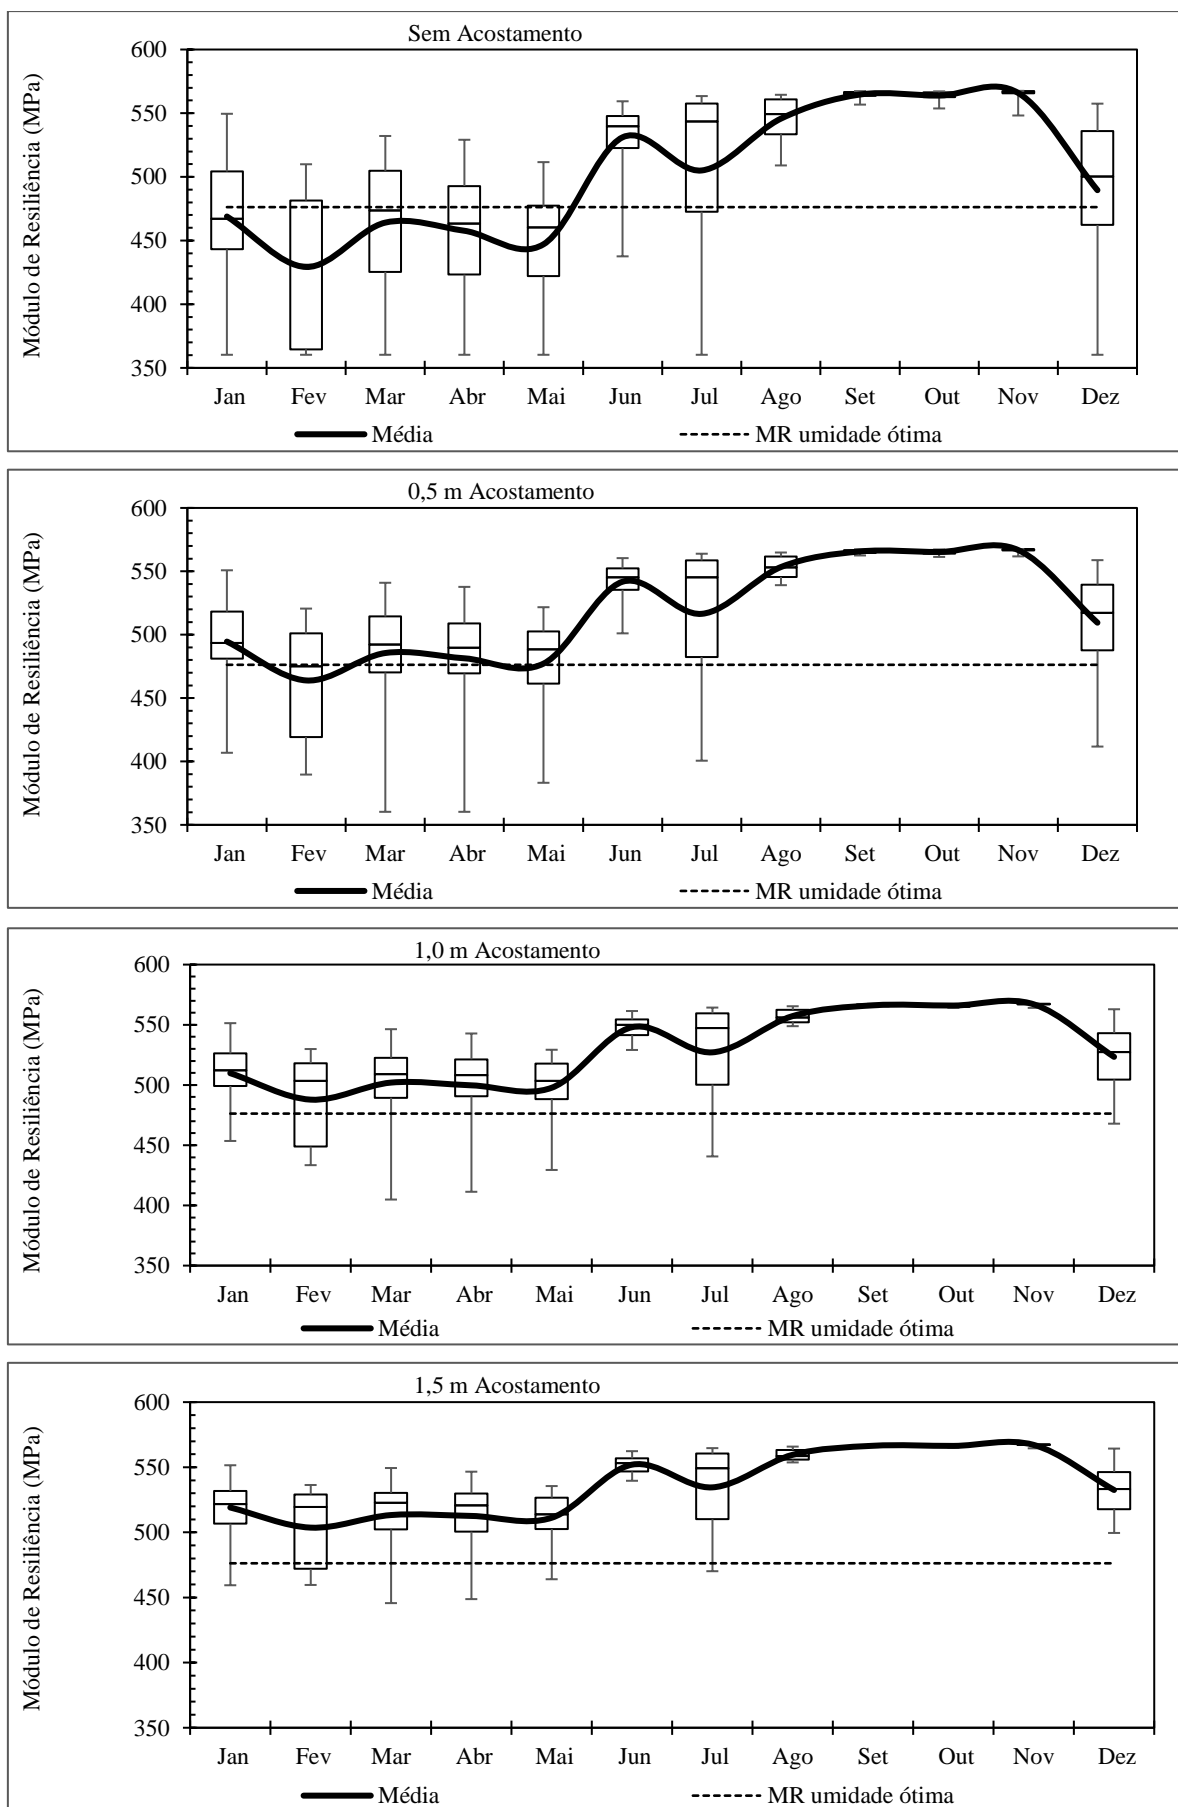 Sem Acostamento
Módulo de Resiliência (MPa)
600
550
500
450
400
350
Jan Fev Mar Abr Mai Jun Jul Ago Set Out Nov Dez
Média MR umidade ótima
0,5 m Acostamento
Módulo de Resiliência (MPa)
600
550
500
450
400
350
Jan Fev Mar Abr Mai Jun Jul Ago Set Out Nov Dez
Média MR umidade ótima
1,0 m Acostamento
Módulo de Resiliência (MPa)
600
550
500
450
400
350
Jan Fev Mar Abr Mai Jun Jul Ago Set Out Nov Dez
Média MR umidade ótima
1,5 m Acostamento
Módulo de Resiliência (MPa)
600
550
500
450
400
350
Jan Fev Mar Abr Mai Jun Jul Ago Set Out Nov Dez
Média MR umidade ótima